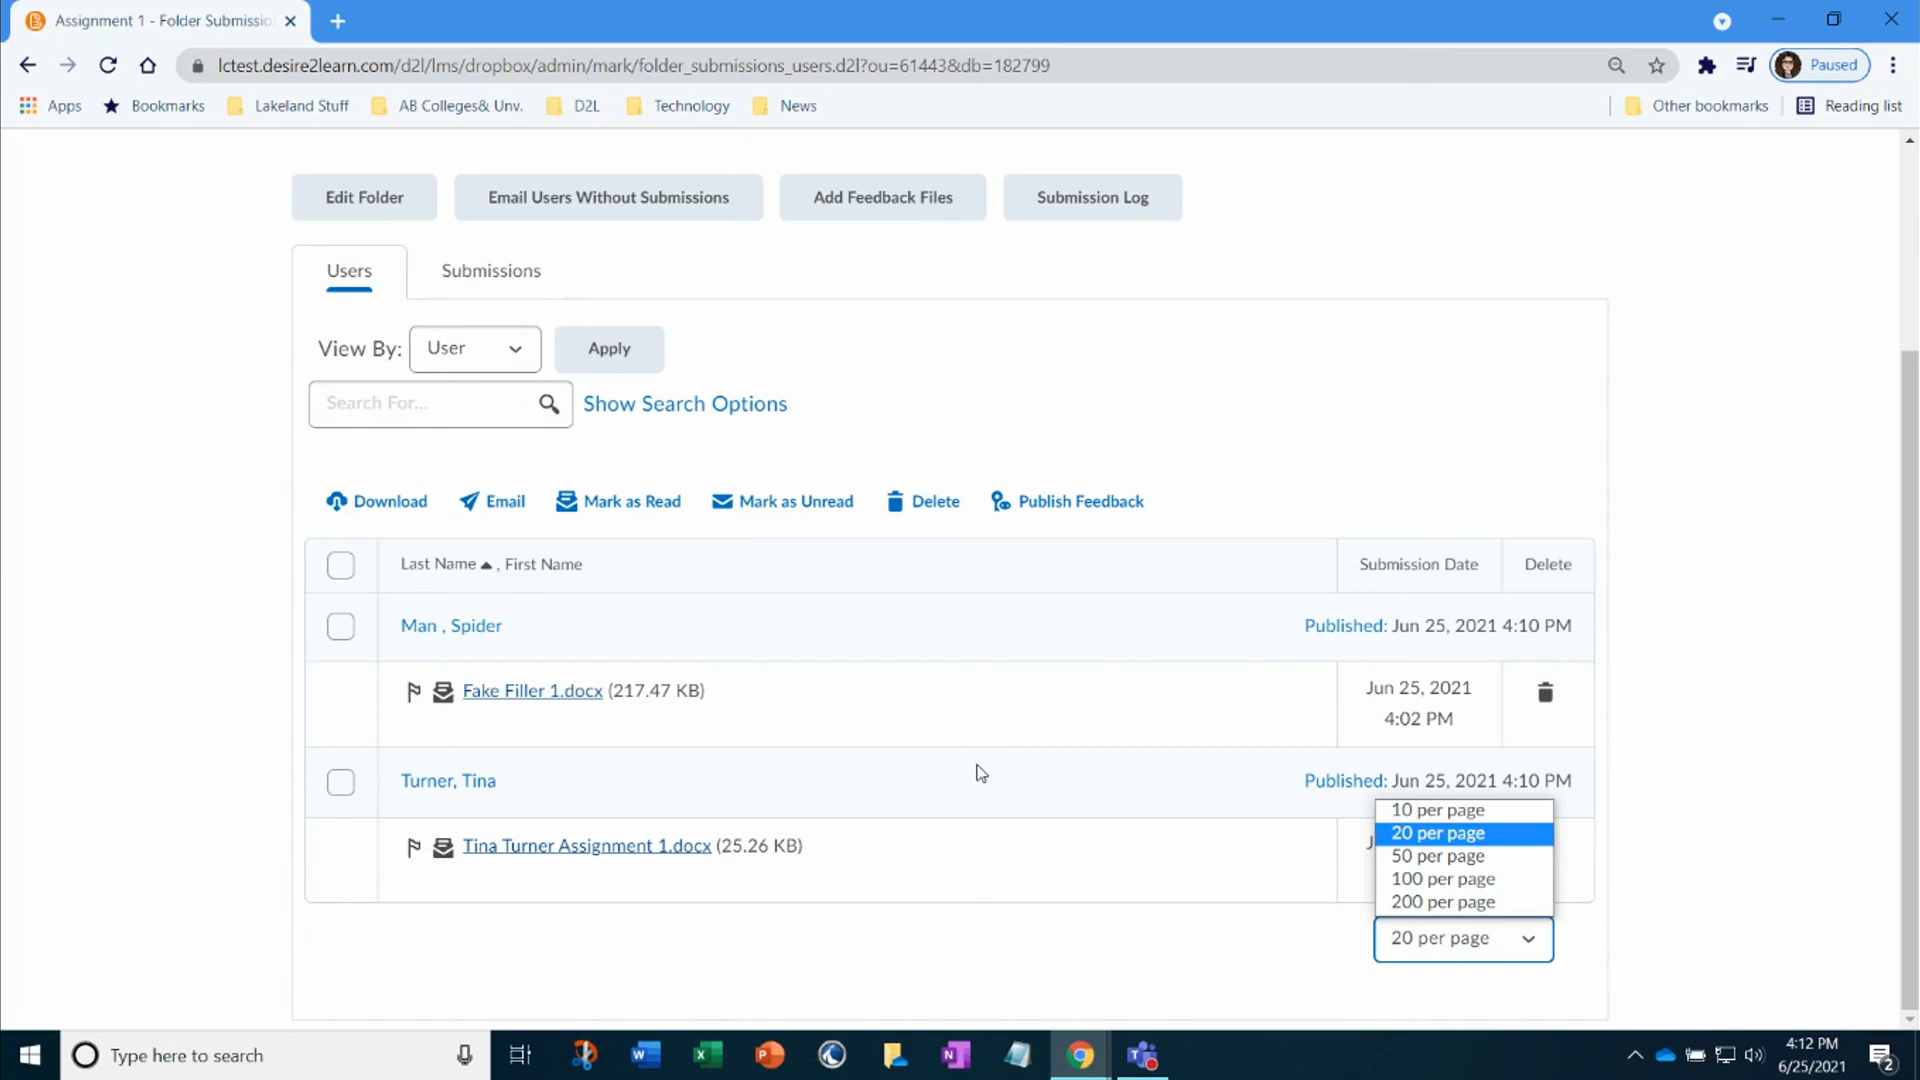 Assignment 1 - Folder Submissio
lctest.desire2learn.com/d2l/lms/dropbox/admin/mark/folder_submissions_users.d2l?ou=61443&db=182799
Paused
Apps Bookmarks Lakeland Stuff AB Colleges& Unv. D2L Technology News Other bookmarks Reading list
Edit Folder Email Users Without Submissions Add Feedback Files Submission Log
Users Submissions
View By: User Apply
Search For... Show Search Options
Download Email Mark as Read Mark as Unread Delete Publish Feedback
Last Name , First Name Submission Date Delete
Man , Spider Published: Jun 25, 2021 4:10 PM
Fake Filler 1.docx (217.47 KB) Jun 25, 2021
4:02 PM
Turner, Tina Published: Jun 25, 2021 4:10 PM
10 per page
20 per page
Tina Turner Assignment 1.docx (25.26 KB)
50 per page
100 per page
200 per page
20 per page
Type here to search
4:12 PM
6/25/2021
2